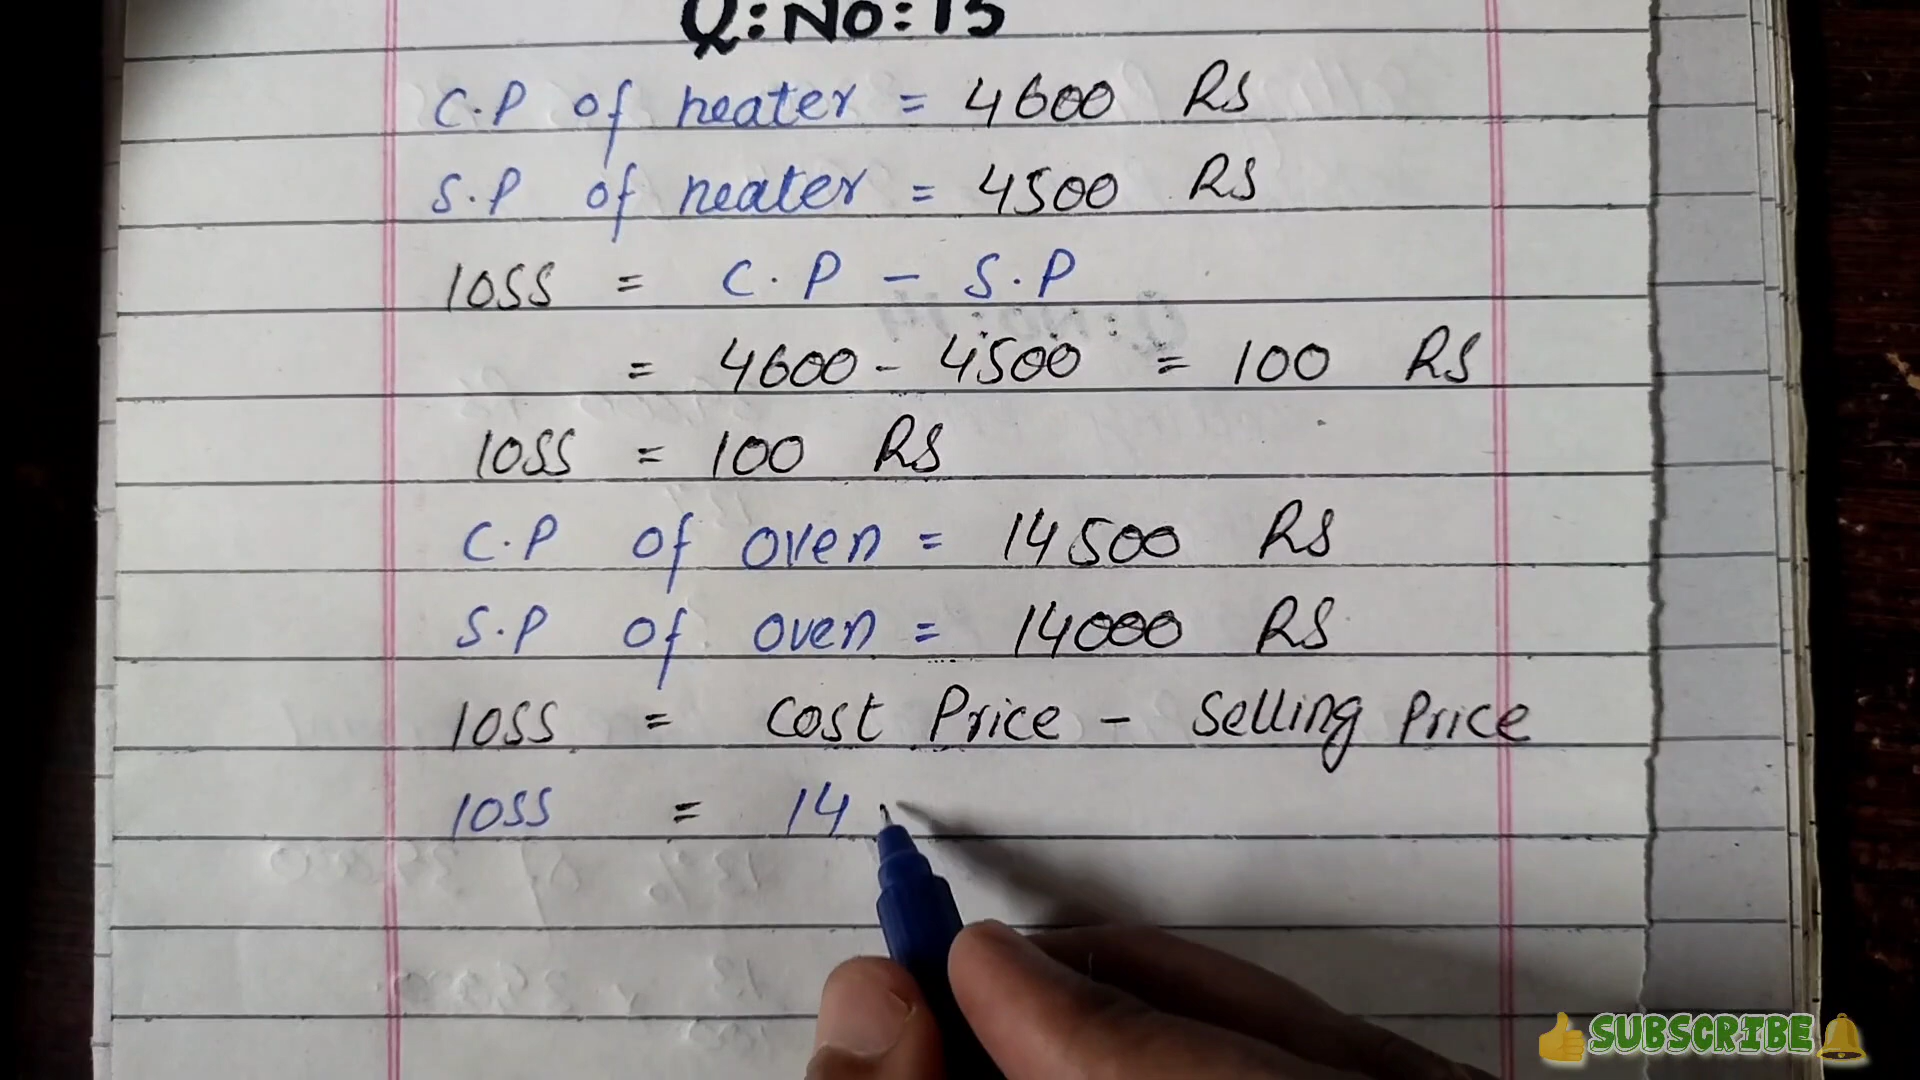 Q:No:15
C.P of heater = 4600 RS
S.P of heater = 4500 RS
loss = C.P - S.P
= 4600 - 4500 = 100 RS
loss = 100 RS
C.P of oven = 14500 RS
S.P of oven = 14000 RS
loss = Cost Price - Selling Price
loss = 14
SUBSCRIBE